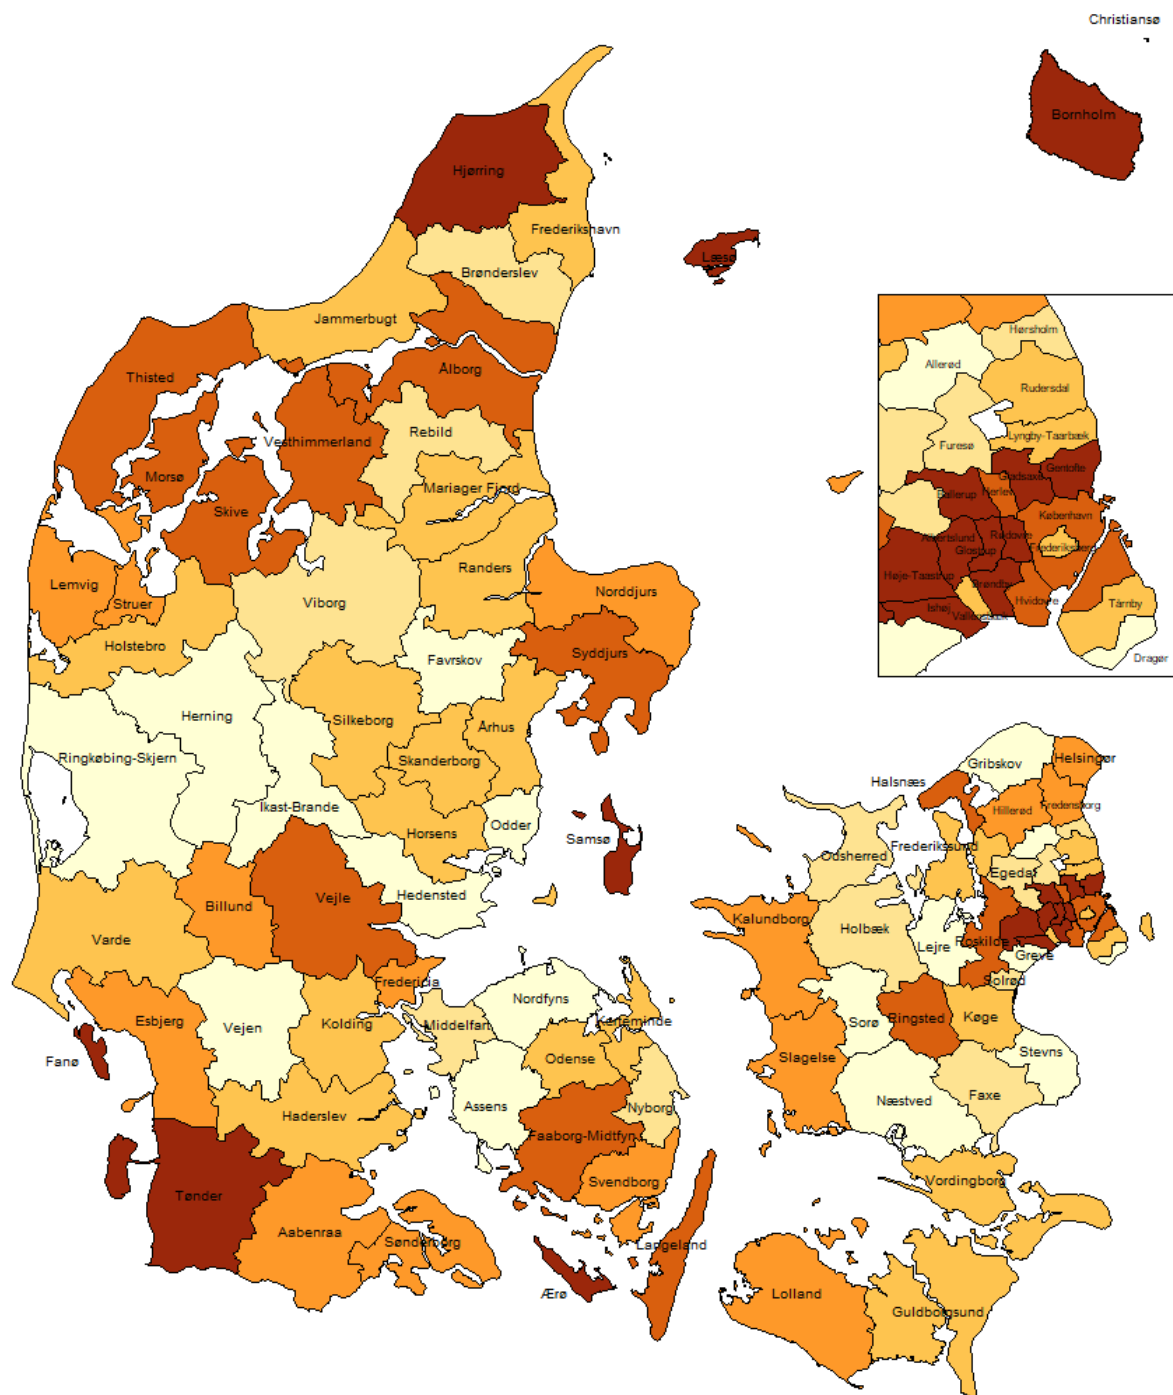 Christiansø
Bornholm
Hjørring
Frederikshavn
Læsø
Brønderslev
Jammerbugt
Ålborg
Thisted
Vesthimmerland
Rebild
Morsø
Mariager Fjord
Skive
Randers
Lemvig
Struer
Viborg
Norddjurs
Holstebro
Favrskov
Syddjurs
Herning
Silkeborg
Århus
Ringkøbing-Skjern
Skanderborg
Ikast-Brande
Horsens
Odder
Samsø
Hedensted
Vejle
Billund
Varde
Fredericia
Esbjerg
Vejen
Kolding
Middelfart
Nordfyns
Kerteminde
Odense
Fanø
Assens
Nyborg
Haderslev
Faaborg-Midtfyn
Svendborg
Tønder
Aabenraa
Sønderborg
Langeland
Ærø
Hørsholm
Allerød
Rudersdal
Furesø
Lyngby-Taarbæk
Gentofte
Gladsaxe
Ballerup
Herlev
København
Rødovre
Albertslund
Glostrup
Frederiksberg
Høje-Taastrup
Brøndby
Ishøj
Vallensbæk
Hvidovre
Tårnby
Dragør
Gribskov
Helsingør
Halsnæs
Hillerød
Fredensborg
Frederikssund
Odsherred
Egedal
Kalundborg
Holbæk
Lejre
Roskilde
Greve
Solrød
Sorø
Ringsted
Køge
Slagelse
Stevns
Næstved
Faxe
Vordingborg
Lolland
Guldborgsund